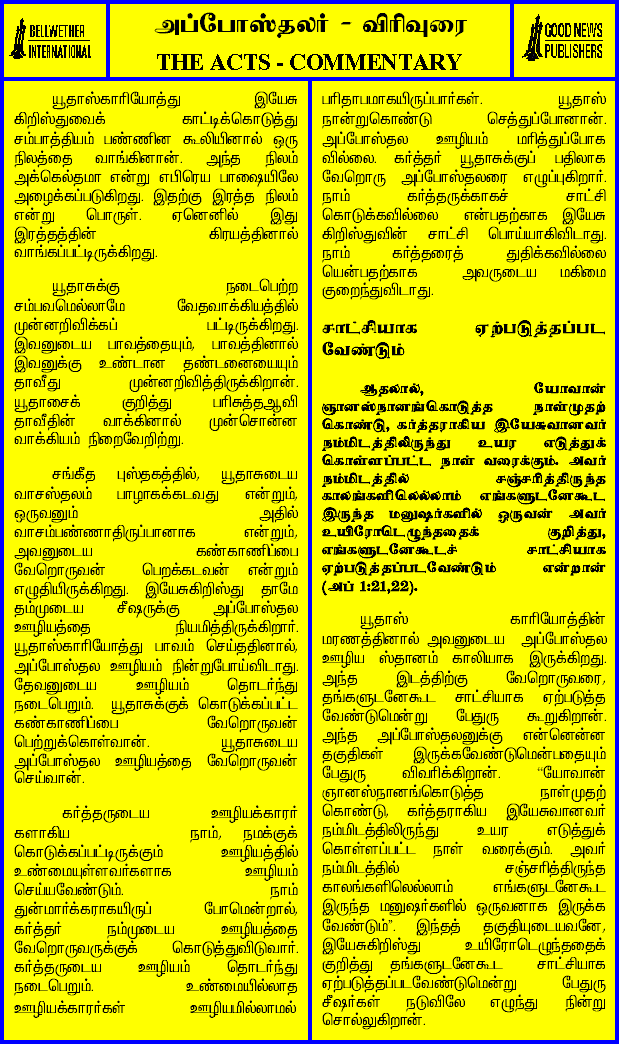 BELLWETHER
INTERNATIONAL
அப்போஸ்தலர் - விரிவுரை
THE ACTS - COMMENTARY
GOOD NEWS
PUBLISHERS
யூதாஸ்காரியோத்து இயேசு
கிறிஸ்துவைக் காட்டிக்கொடுத்து
சம்பாத்தியம் பண்ணின கூலியினால் ஒரு
நிலத்தை வாங்கினான். அந்த நிலம்
அக்கெல்தமா என்று எபிரெய பாஷையிலே
அழைக்கப்படுகிறது. இதற்கு இரத்த நிலம்
என்று பொருள். ஏனெனில் இது
இரத்தத்தின் கிரயத்தினால்
வாங்கப்பட்டிருக்கிறது.
யூதாசுக்கு நடைபெற்ற
சம்பவமெல்லாமே வேதவாக்கியத்தில்
முன்னறிவிக்கப் பட்டிருக்கிறது.
இவனுடைய பாவத்தையும், பாவத்தினால்
இவனுக்கு உண்டான தண்டனையையும்
தாவீது முன்னறிவித்திருக்கிறான்.
யூதாசைக் குறித்து பரிசுத்தஆவி
தாவீதின் வாக்கினால் முன்சொன்ன
வாக்கியம் நிறைவேறிற்று.
சங்கீத புஸ்தகத்தில், யூதாசுடைய
வாசஸ்தலம் பாழாகக்கடவது என்றும்,
ஒருவனும் அதில்
வாசம்பண்ணாதிருப்பானாக என்றும்,
அவனுடைய கண்காணிப்பை
வேறொருவன் பெறக்கடவன் என்றும்
எழுதியிருக்கிறது. இயேசுகிறிஸ்து தாமே
தம்முடைய சீஷருக்கு அப்போஸ்தல
ஊழியத்தை நியமித்திருக்கிறார்.
யூதாஸ்காரியோத்து பாவம் செய்ததினால்,
அப்போஸ்தல ஊழியம் நின்றுபோய்விடாது.
தேவனுடைய ஊழியம் தொடர்ந்து
நடைபெறும். யூதாசுக்குக் கொடுக்கப்பட்ட
கண்காணிப்பை வேறொருவன்
பெற்றுக்கொள்வான். யூதாசுடைய
அப்போஸ்தல ஊழியத்தை வேறொருவன்
செய்வான்.
கர்த்தருடைய ஊழியக்காரர்
களாகிய நாம், நமக்குக்
கொடுக்கப்பட்டிருக்கும் ஊழியத்தில்
உண்மையுள்ளவர்களாக ஊழியம்
செய்யவேண்டும். நாம்
துன்மார்க்கராகயிருப் போமென்றால்,
கர்த்தர் நம்முடைய ஊழியத்தை
வேறொருவருக்குக் கொடுத்துவிடுவார்.
கர்த்தருடைய ஊழியம் தொடர்ந்து
நடைபெறும். உண்மையில்லாத
ஊழியக்காரர்கள் ஊழியமில்லாமல்
பரிதாபமாகயிருப்பார்கள். யூதாஸ்
நான்றுகொண்டு செத்துப்போனான்.
அப்போஸ்தல ஊழியம் மரித்துப்போக
வில்லை. கர்த்தர் யூதாசுக்குப் பதிலாக
வேறொரு அப்போஸ்தலரை எழுப்புகிறார்.
நாம் கர்த்தருக்காகச் சாட்சி
கொடுக்கவில்லை என்பதற்காக இயேசு
கிறிஸ்துவின் சாட்சி பொய்யாகிவிடாது.
நாம் கர்த்தரைத் துதிக்கவில்லை
யென்பதற்காக அவருடைய மகிமை
குறைந்துவிடாது.
சாட்சியாக ஏற்படுத்தப்பட
வேண்டும்
ஆதலால், யோவான்
ஞானஸ்நானங்கொடுத்த நாள்முதற்
கொண்டு, கர்த்தராகிய இயேசுவானவர்
நம்மிடத்திலிருந்து உயர எடுத்துக்
கொள்ளப்பட்ட நாள் வரைக்கும். அவர்
நம்மிடத்தில் சஞ்சரித்திருந்த
காலங்களிலெல்லாம் எங்களுடனேகூட
இருந்த மனுஷர்களில் ஒருவன் அவர்
உயிரோடெழுந்ததைக் குறித்து,
எங்களுடனேகூடச் சாட்சியாக
ஏற்படுத்தப்படவேண்டும் என்றான்
(அப் 1:21,22).
யூதாஸ் காரியோத்தின்
மரணத்தினால் அவனுடைய அப்போஸ்தல
ஊழிய ஸ்தானம் காலியாக இருக்கிறது.
அந்த இடத்திற்கு வேறொருவரை,
தங்களுடனேகூட சாட்சியாக ஏற்படுத்த
வேண்டுமென்று பேதுரு கூறுகிறான்.
அந்த அப்போஸ்தலனுக்கு என்னென்ன
தகுதிகள் இருக்கவேண்டுமென்பதையும்
பேதுரு விவரிக்கிறான். “யோவான்
ஞானஸ்நானங்கொடுத்த நாள்முதற்
கொண்டு, கர்த்தராகிய இயேசுவானவர்
நம்மிடத்திலிருந்து உயர எடுத்துக்
கொள்ளப்பட்ட நாள் வரைக்கும். அவர்
நம்மிடத்தில் சஞ்சரித்திருந்த
காலங்களிலெல்லாம் எங்களுடனேகூட
இருந்த மனுஷர்களில் ஒருவனாக இருக்க
வேண்டும்”. இந்தத் தகுதியுடையவனே,
இயேசுகிறிஸ்து உயிரோடெழுந்ததைக்
குறித்து தங்களுடனேகூட சாட்சியாக
ஏற்படுத்தப்படவேண்டுமென்று பேதுரு
சீஷர்கள் நடுவிலே எழுந்து நின்று
சொல்லுகிறான்.